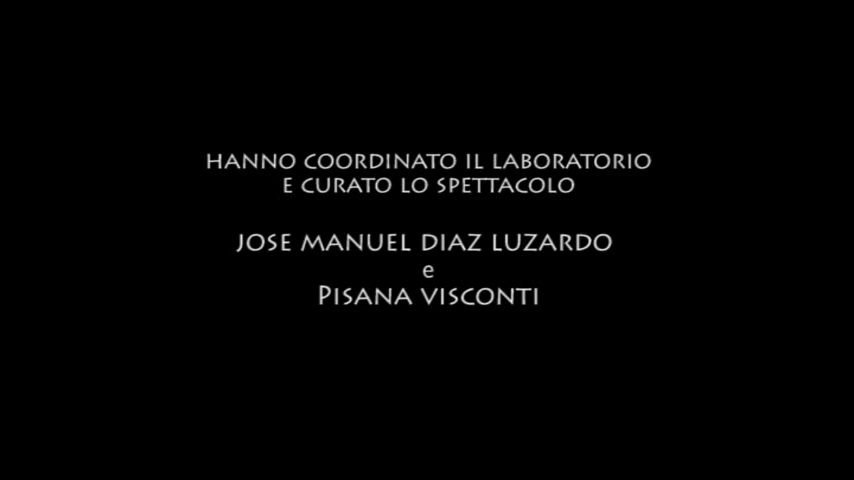 HANNO COORDINATO IL LABORATORIO
E CURATO LO SPETTACOLO
JOSE MANUEL DIAZ LUZARDO
e
PISANA VISCONTI